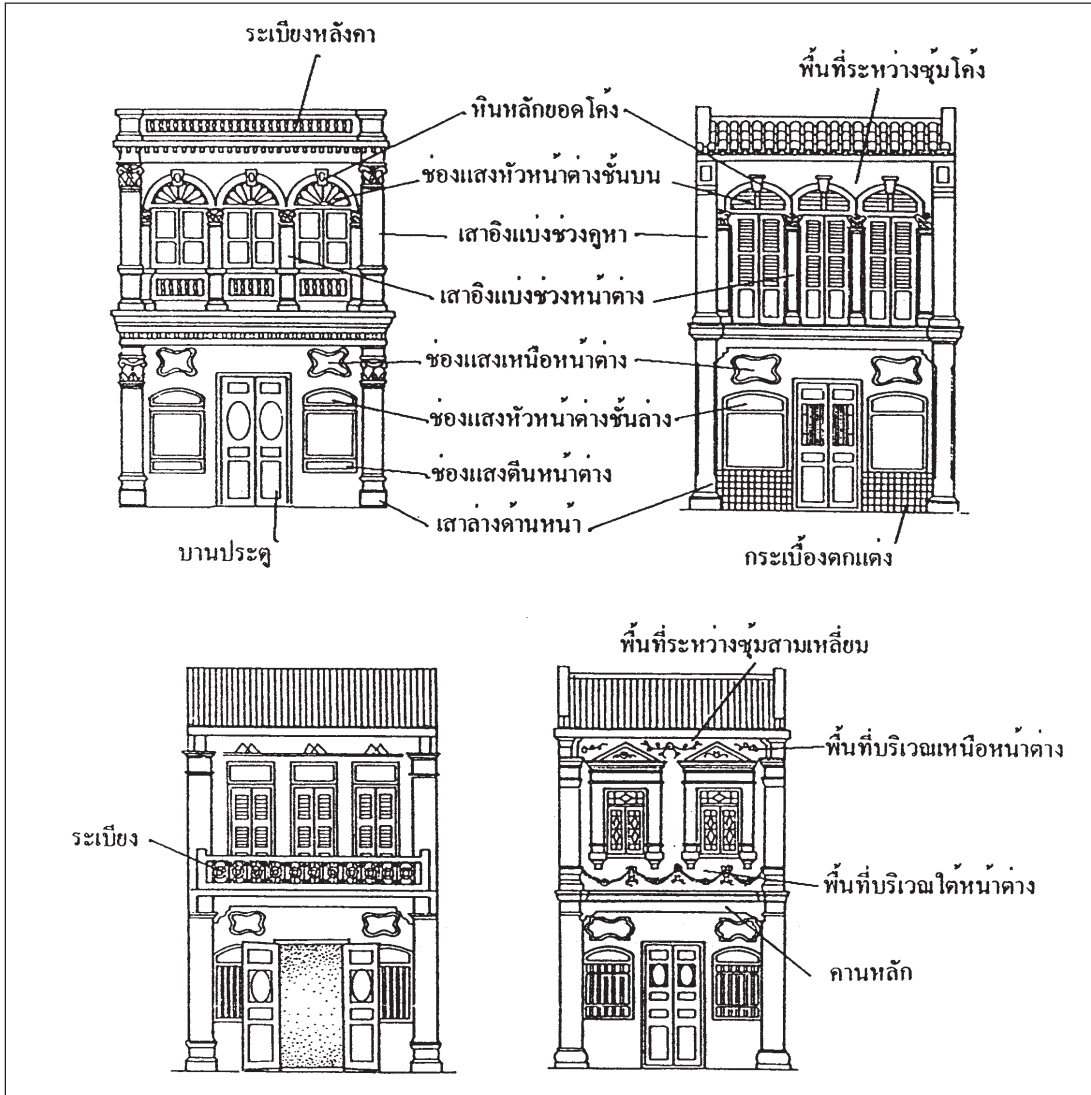 ระเบียงหลังคา
พื้นที่ระหว่างซุ้มโค้ง
หินหลักยอดโค้ง
ช่องแสงหัวหน้าต่างชั้นบน
เสาอิงแบ่งช่วงคูหา
เสาอิงแบ่งช่วงหน้าต่าง
ช่องแสงเหนือหน้าต่าง
ช่องแสงหัวหน้าต่างชั้นล่าง
ช่องแสงตีนหน้าต่าง
เสาล่างด้านหน้า
บานประตู
กระเบื้องตกแต่ง
พื้นที่ระหว่างซุ้มสามเหลี่ยม
พื้นที่บริเวณเหนือหน้าต่าง
ระเบียง
พื้นที่บริเวณใต้หน้าต่าง
คานหลัก